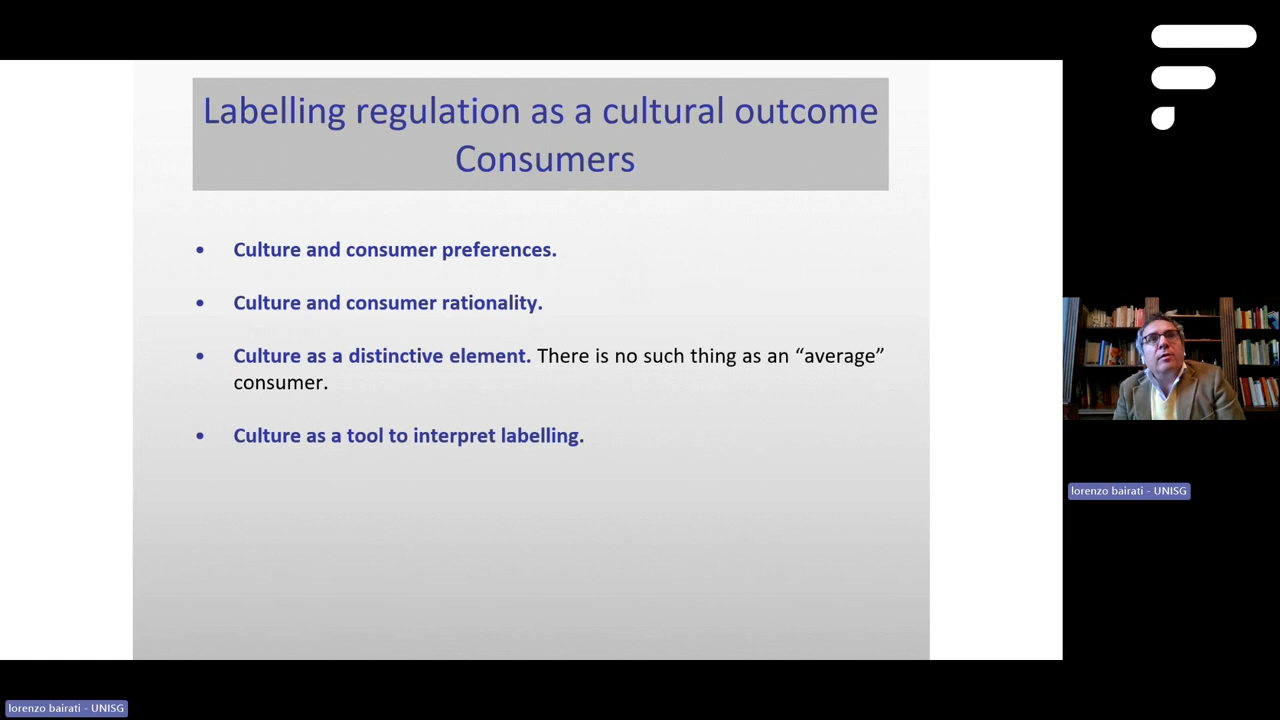 Labelling regulation as a cultural outcome
Consumers
• Culture and consumer preferences.
• Culture and consumer rationality.
• Culture as a distinctive element. There is no such thing as an “average”
consumer.
• Culture as a tool to interpret labelling.
lorenzo bairati - UNISG
lorenzo bairati - UNISG